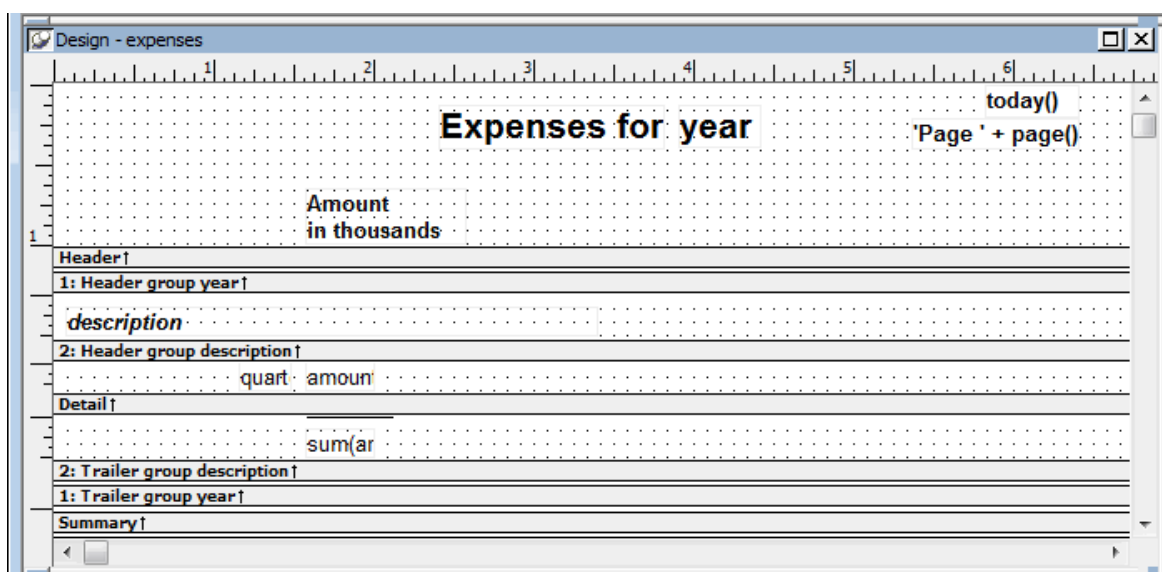 Design - expenses
1 2 3 4 5 6
today()
Expenses for year
'Page ' + page()
Amount
in thousands
1
Header↑
1: Header group year↑
description
2: Header group description↑
quart amount
Detail↑
sum(ar
2: Trailer group description↑
1: Trailer group year↑
Summary↑